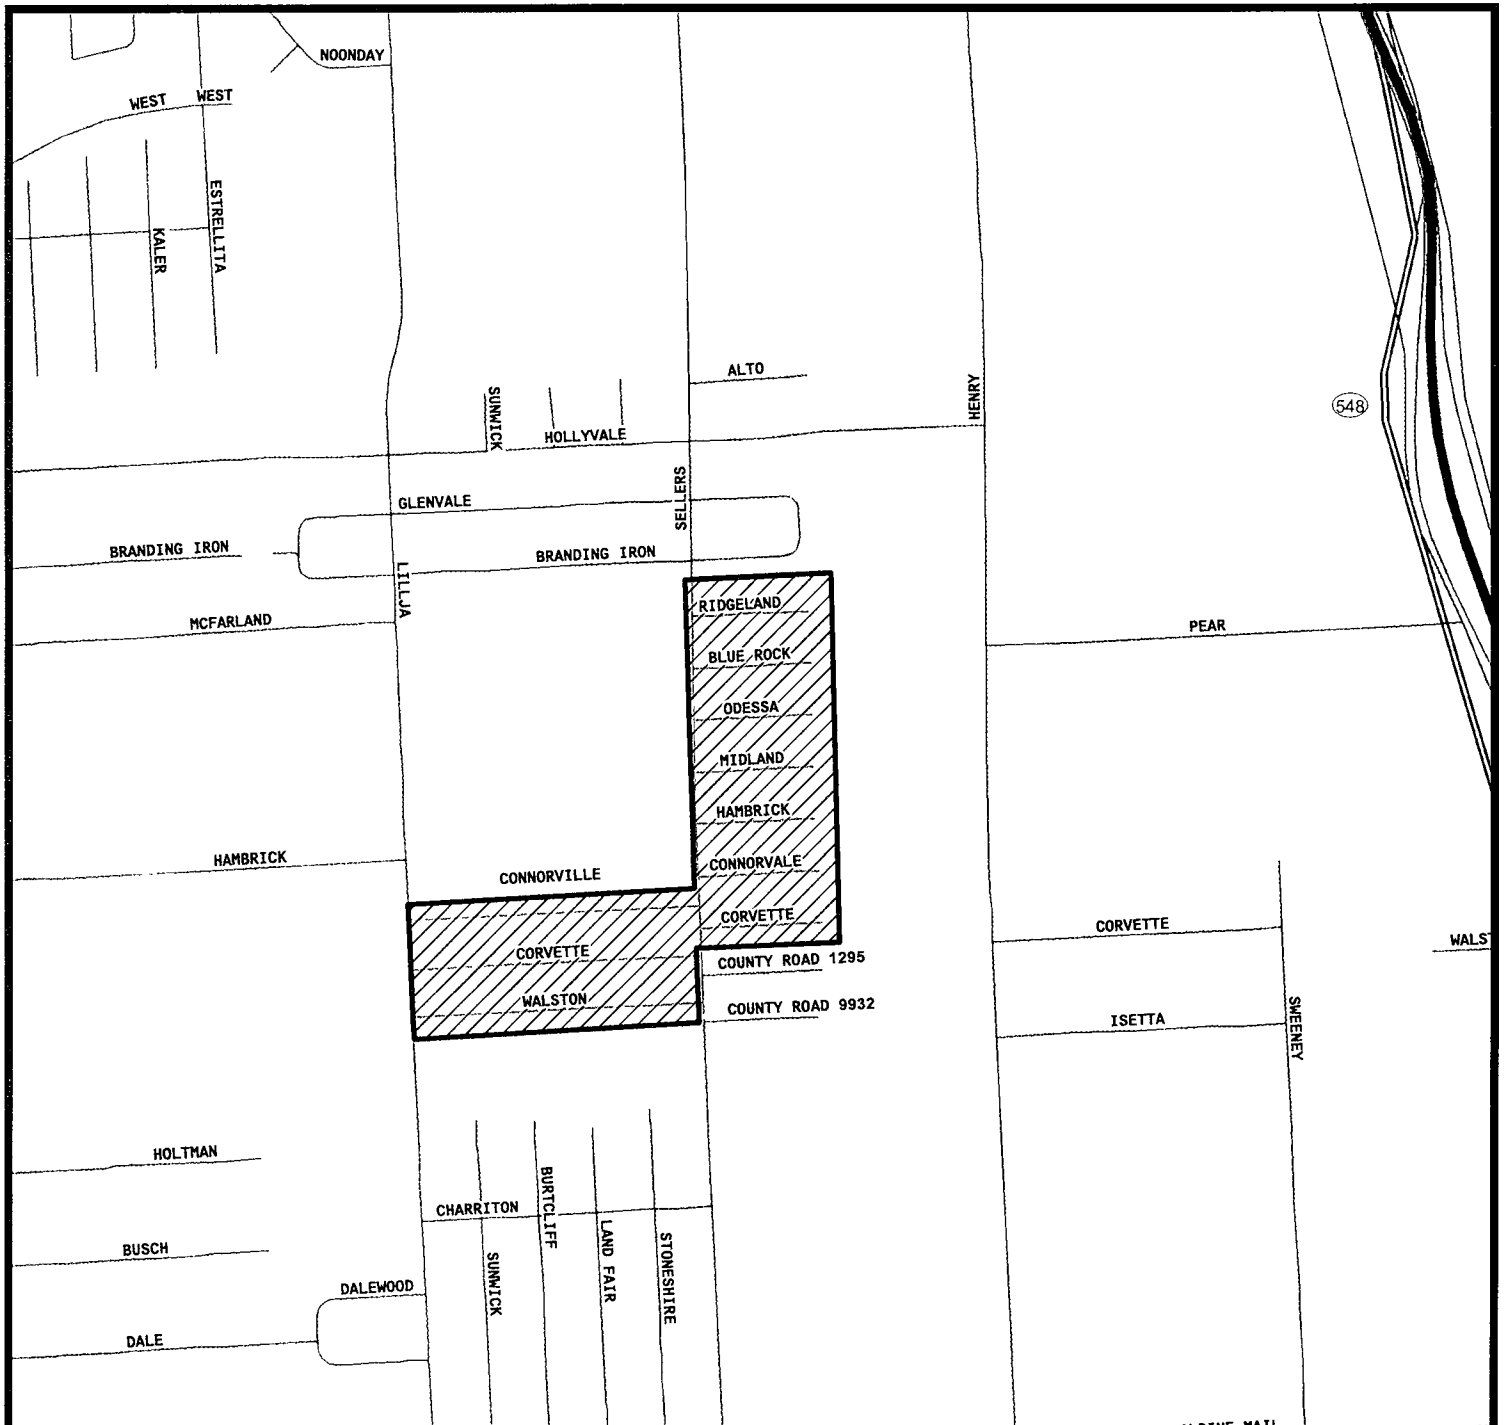 NOONDAY
WEST
WEST
ESTRELLITA
KALER
ALTO
SUNWICK
HENRY
548
HOLLYVALE
SELLERS
GLENVALE
BRANDING IRON
BRANDING IRON
LILLJA
RIDGELAND
MCFARLAND
PEAR
BLUE ROCK
ODESSA
MIDLAND
HAMBRICK
HAMBRICK
CONNORVALE
CONNORVILLE
CORVETTE
CORVETTE
WALST
CORVETTE
COUNTY ROAD 1295
WALSTON
COUNTY ROAD 9932
ISETTA
SWEENEY
HOLTMAN
BURTCLIFF
CHARRITON
LAND FAIR
STONESHIRE
BUSCH
SUNWICK
DALEWOOD
DALE